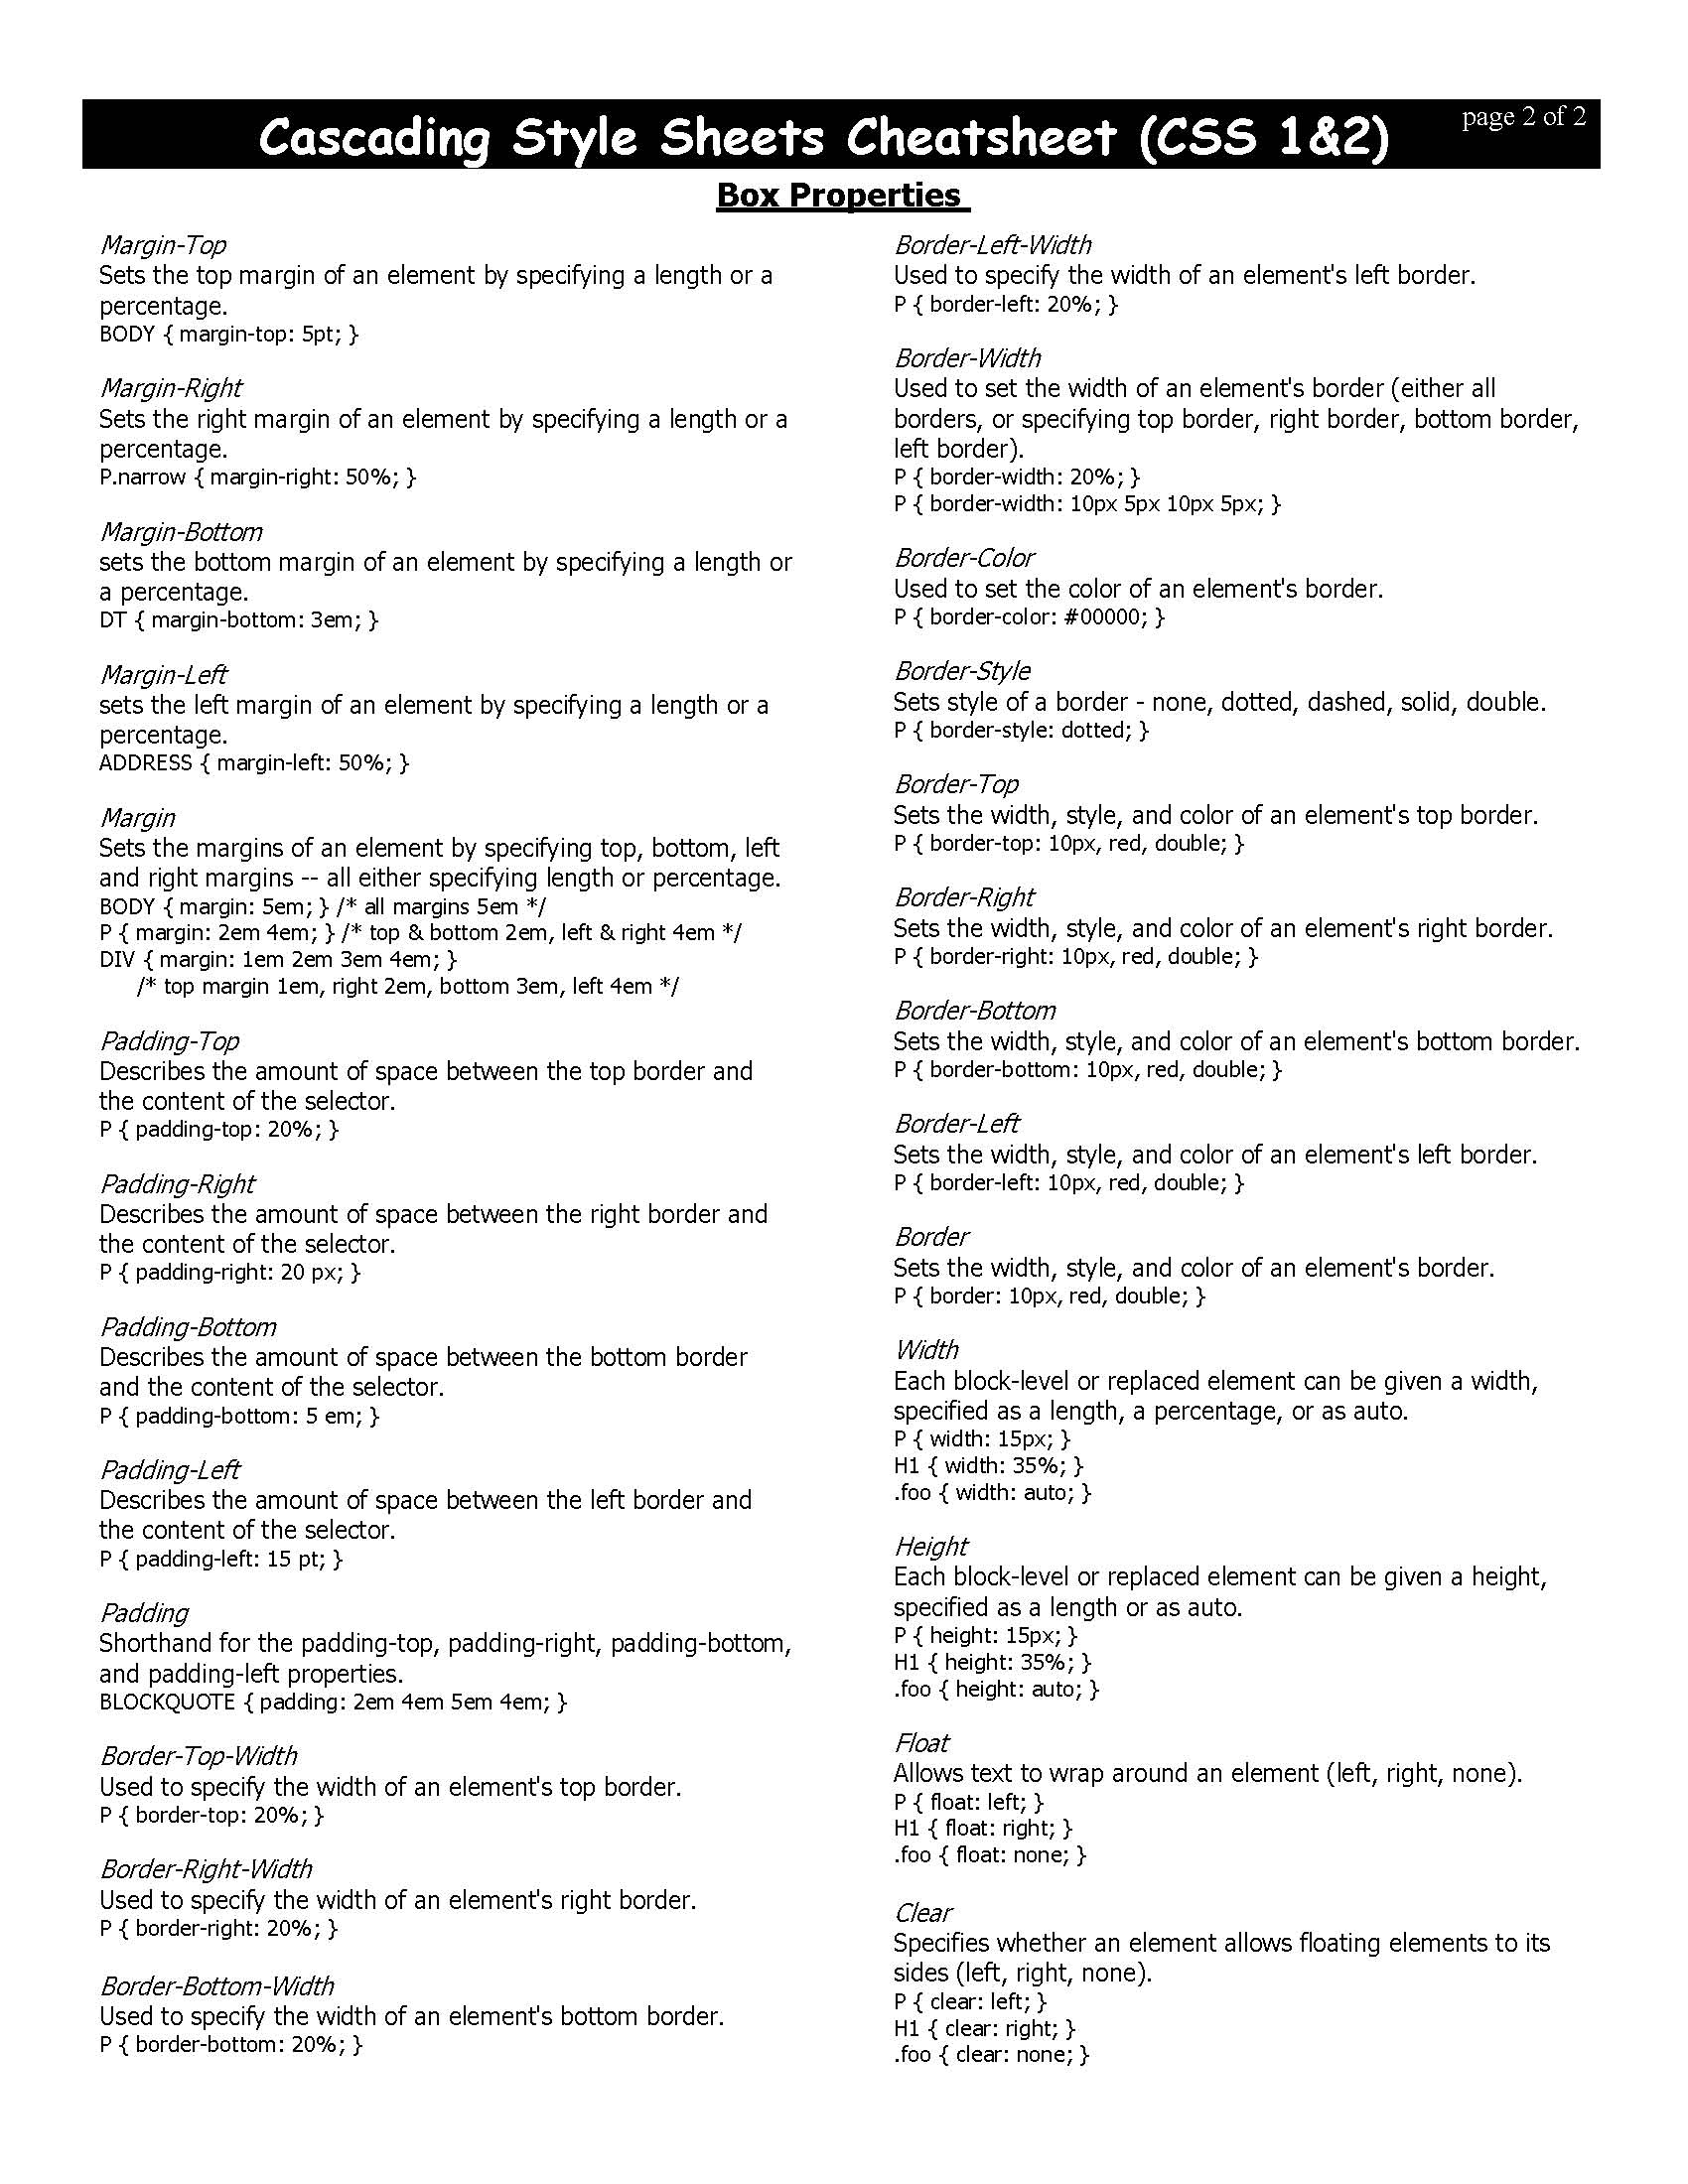 Cascading Style Sheets Cheatsheet (CSS 1&2)
page 2 of 2
Box Properties
Margin-Top
Sets the top margin of an element by specifying a length or a
percentage.
BODY { margin-top: 5pt; }
Margin-Right
Sets the right margin of an element by specifying a length or a
percentage.
P.narrow { margin-right: 50%; }
Margin-Bottom
sets the bottom margin of an element by specifying a length or
a percentage.
DT { margin-bottom: 3em; }
Margin-Left
sets the left margin of an element by specifying a length or a
percentage.
ADDRESS { margin-left: 50%; }
Margin
Sets the margins of an element by specifying top, bottom, left
and right margins -- all either specifying length or percentage.
BODY { margin: 5em; } /* all margins 5em */
P { margin: 2em 4em; } /* top & bottom 2em, left & right 4em */
DIV { margin: 1em 2em 3em 4em; }
/* top margin 1em, right 2em, bottom 3em, left 4em */
Padding-Top
Describes the amount of space between the top border and
the content of the selector.
P { padding-top: 20%; }
Padding-Right
Describes the amount of space between the right border and
the content of the selector.
P { padding-right: 20 px; }
Padding-Bottom
Describes the amount of space between the bottom border
and the content of the selector.
P { padding-bottom: 5 em; }
Padding-Left
Describes the amount of space between the left border and
the content of the selector.
P { padding-left: 15 pt; }
Padding
Shorthand for the padding-top, padding-right, padding-bottom,
and padding-left properties.
BLOCKQUOTE { padding: 2em 4em 5em 4em; }
Border-Top-Width
Used to specify the width of an element's top border.
P { border-top: 20%; }
Border-Right-Width
Used to specify the width of an element's right border.
P { border-right: 20%; }
Border-Bottom-Width
Used to specify the width of an element's bottom border.
P { border-bottom: 20%; }
Border-Left-Width
Used to specify the width of an element's left border.
P { border-left: 20%; }
Border-Width
Used to set the width of an element's border (either all
borders, or specifying top border, right border, bottom border,
left border).
P { border-width: 20%; }
P { border-width: 10px 5px 10px 5px; }
Border-Color
Used to set the color of an element's border.
P { border-color: #00000; }
Border-Style
Sets style of a border - none, dotted, dashed, solid, double.
P { border-style: dotted; }
Border-Top
Sets the width, style, and color of an element's top border.
P { border-top: 10px, red, double; }
Border-Right
Sets the width, style, and color of an element's right border.
P { border-right: 10px, red, double; }
Border-Bottom
Sets the width, style, and color of an element's bottom border.
P { border-bottom: 10px, red, double; }
Border-Left
Sets the width, style, and color of an element's left border.
P { border-left: 10px, red, double; }
Border
Sets the width, style, and color of an element's border.
P { border: 10px, red, double; }
Width
Each block-level or replaced element can be given a width,
specified as a length, a percentage, or as auto.
P { width: 15px; }
H1 { width: 35%; }
.foo { width: auto; }
Height
Each block-level or replaced element can be given a height,
specified as a length or as auto.
P { height: 15px; }
H1 { height: 35%; }
.foo { height: auto; }
Float
Allows text to wrap around an element (left, right, none).
P { float: left; }
H1 { float: right; }
.foo { float: none; }
Clear
Specifies whether an element allows floating elements to its
sides (left, right, none).
P { clear: left; }
H1 { clear: right; }
.foo { clear: none; }